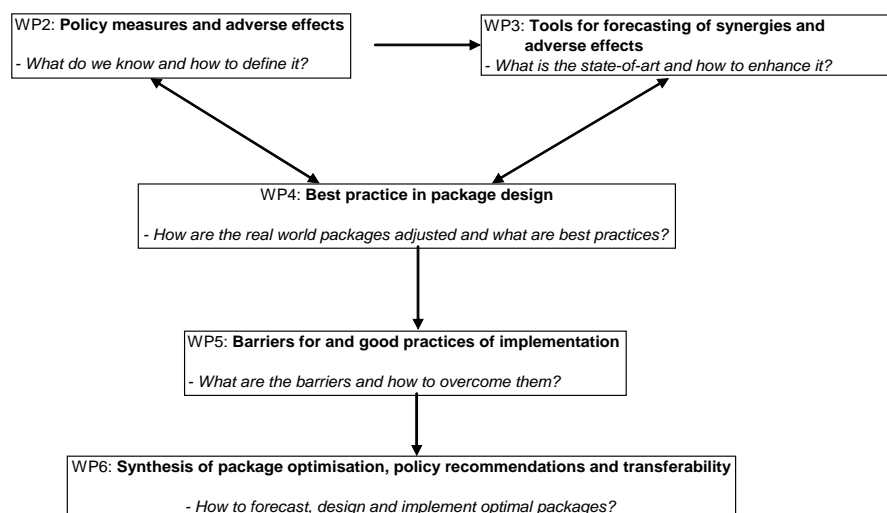 WP2: Policy measures and adverse effects
- What do we know and how to define it?
WP3: Tools for forecasting of synergies and
adverse effects
- What is the state-of-art and how to enhance it?
WP4: Best practice in package design
- How are the real world packages adjusted and what are best practices?
WP5: Barriers for and good practices of implementation
- What are the barriers and how to overcome them?
WP6: Synthesis of package optimisation, policy recommendations and transferability
- How to forecast, design and implement optimal packages?